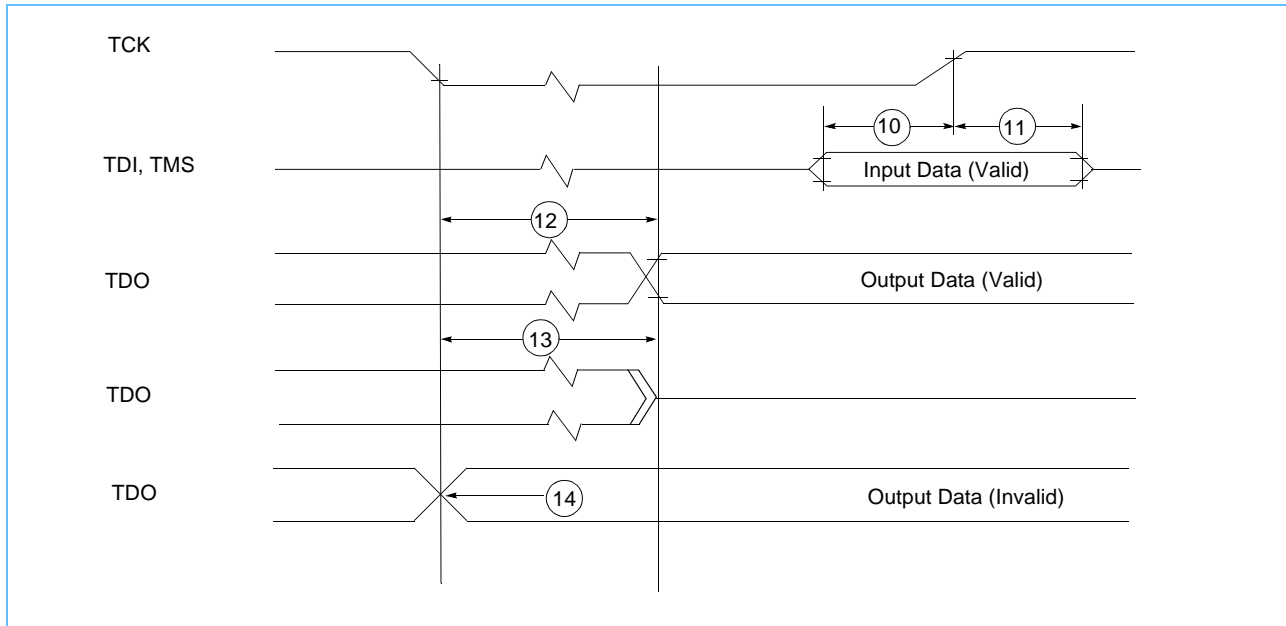 TCK
10
11
TDI, TMS
Input Data (Valid)
12
TDO
Output Data (Valid)
13
TDO
TDO
14
Output Data (Invalid)